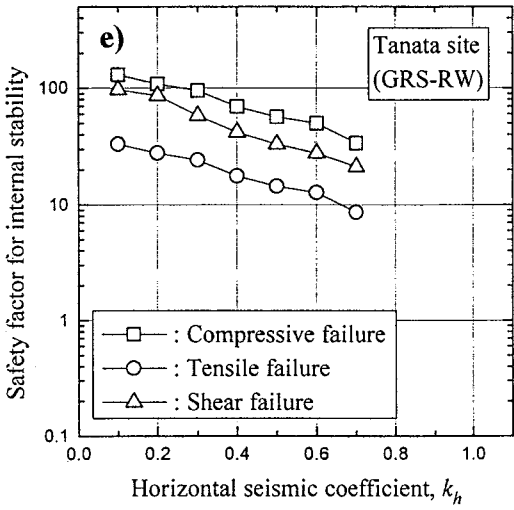 e)
Tanata site
(GRS-RW)
Safety factor for internal stability
100
10
1
0.1
: Compressive failure
: Tensile failure
: Shear failure
0.0 0.2 0.4 0.6 0.8 1.0
Horizontal seismic coefficient, k_h